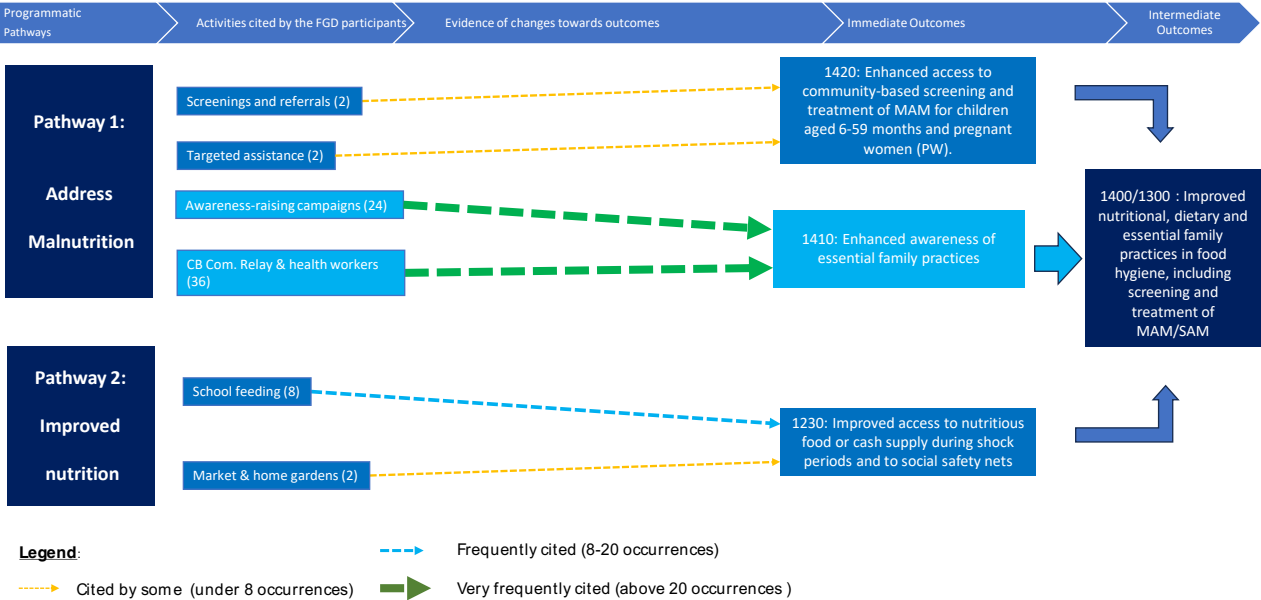 Programmatic
Pathways
Activities cited by the FGD participants
Evidence of changes towards outcomes
Immediate Outcomes
Intermediate
Outcomes
Pathway 1:
Address
Malnutrition
Screenings and referrals (2)
Targeted assistance (2)
Awareness-raising campaigns (24)
CB Com. Relay & health workers
(36)
1420: Enhanced access to
community-based screening and
treatment of MAM for children
aged 6-59 months and pregnant
women (PW).
1410: Enhanced awareness of
essential family practices
1400/1300 : Improved
nutritional, dietary and
essential family
practices in food
hygiene, including
screening and
treatment of
MAM/SAM
Pathway 2:
Improved
nutrition
School feeding (8)
Market & home gardens (2)
1230: Improved access to nutritious
food or cash supply during shock
periods and to social safety nets
Legend:
Frequently cited (8-20 occurrences)
Cited by some (under 8 occurrences)
Very frequently cited (above 20 occurrences )